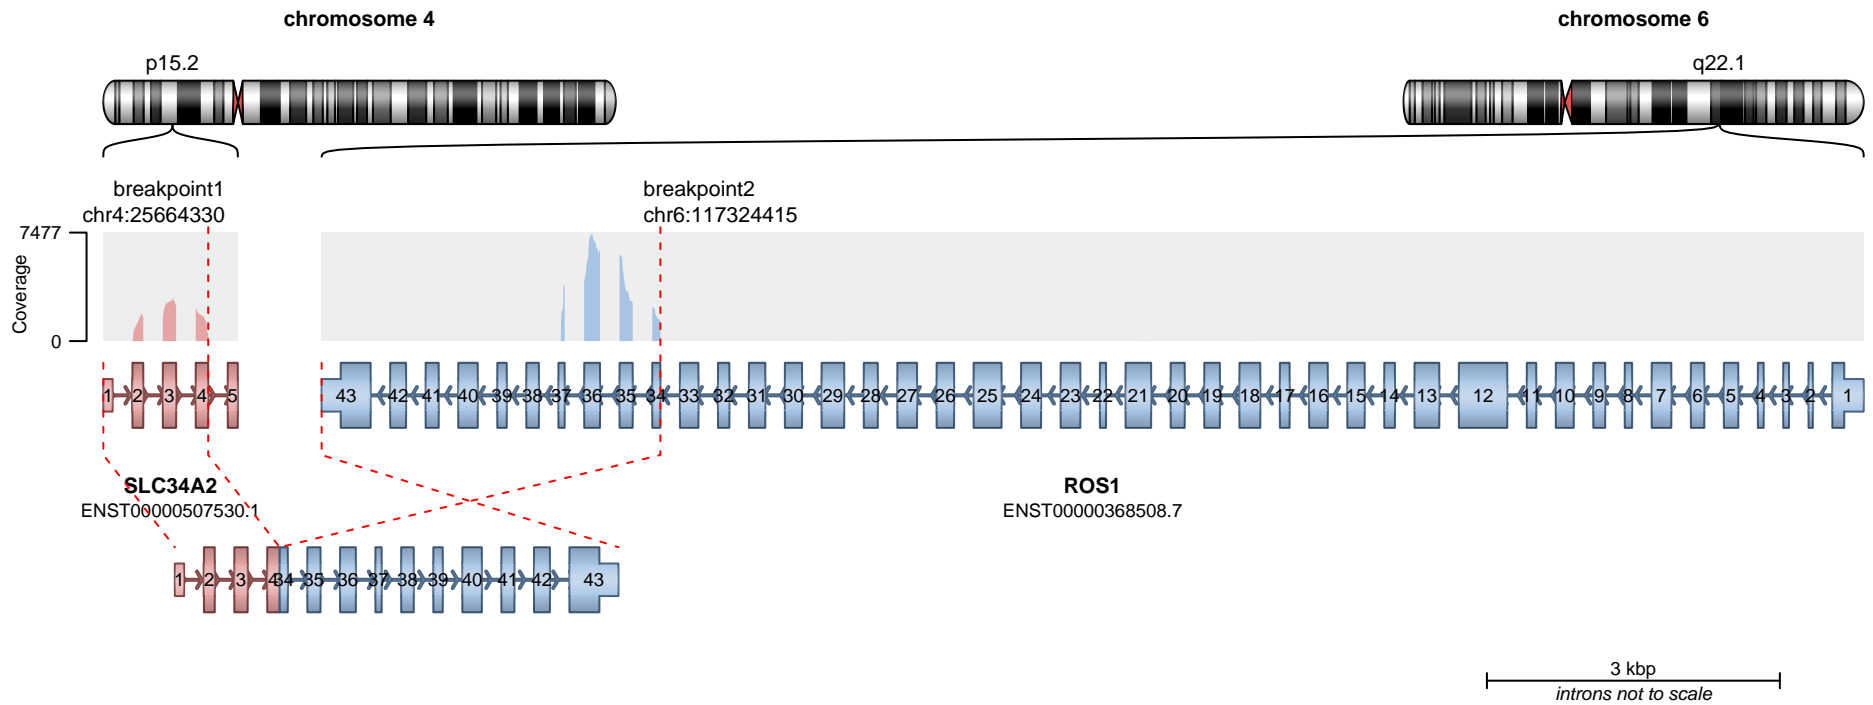 chromosome 4
chromosome 6
p15.2
q22.1
breakpoint1
chr4:25664330
breakpoint2
chr6:117324415
7477
Coverage
0
1 2 3 4 5
43 42 41 40 39 38 37 36 35 34 33 32 31 30 29 28 27 26 25 24 23 22 21 20 19 18 17 16 15 14 13 12 11 10 9 8 7 6 5 4 3 2 1
SLC34A2
ENST00000507530.1
ROS1
ENST00000368508.7
1 2 3 4 34 35 36 37 38 39 40 41 42 43
3 kbp
introns not to scale